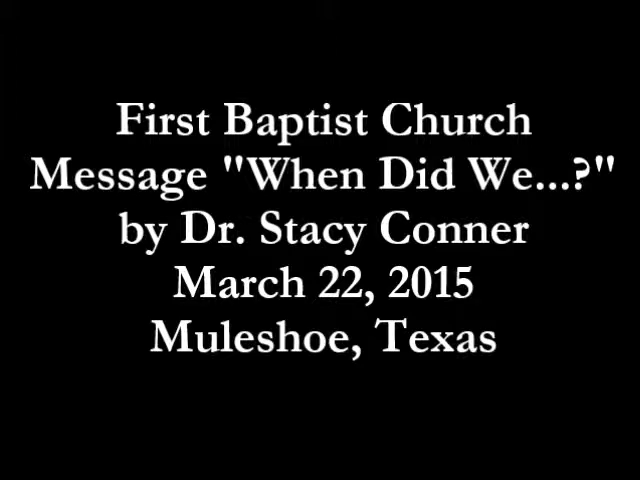 First Baptist Church
Message "When Did We...?"
by Dr. Stacy Conner
March 22, 2015
Muleshoe, Texas